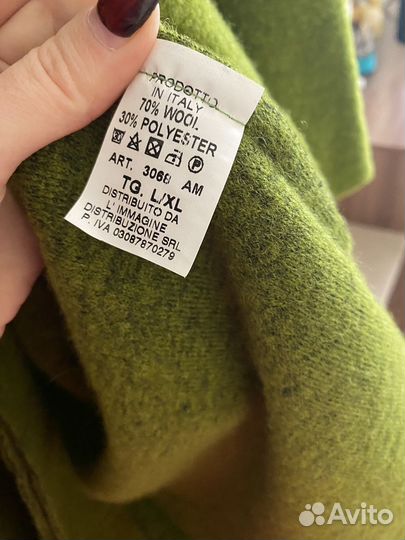 PRODOTTO
IN ITALY
70% WOOL
30% POLYESTER
ART. 3068 AM
TG. L/XL
DISTRIBUITO DA
L' IMMAGINE
DISTRIBUZIONE SRL
P. IVA 03087870279
Avito